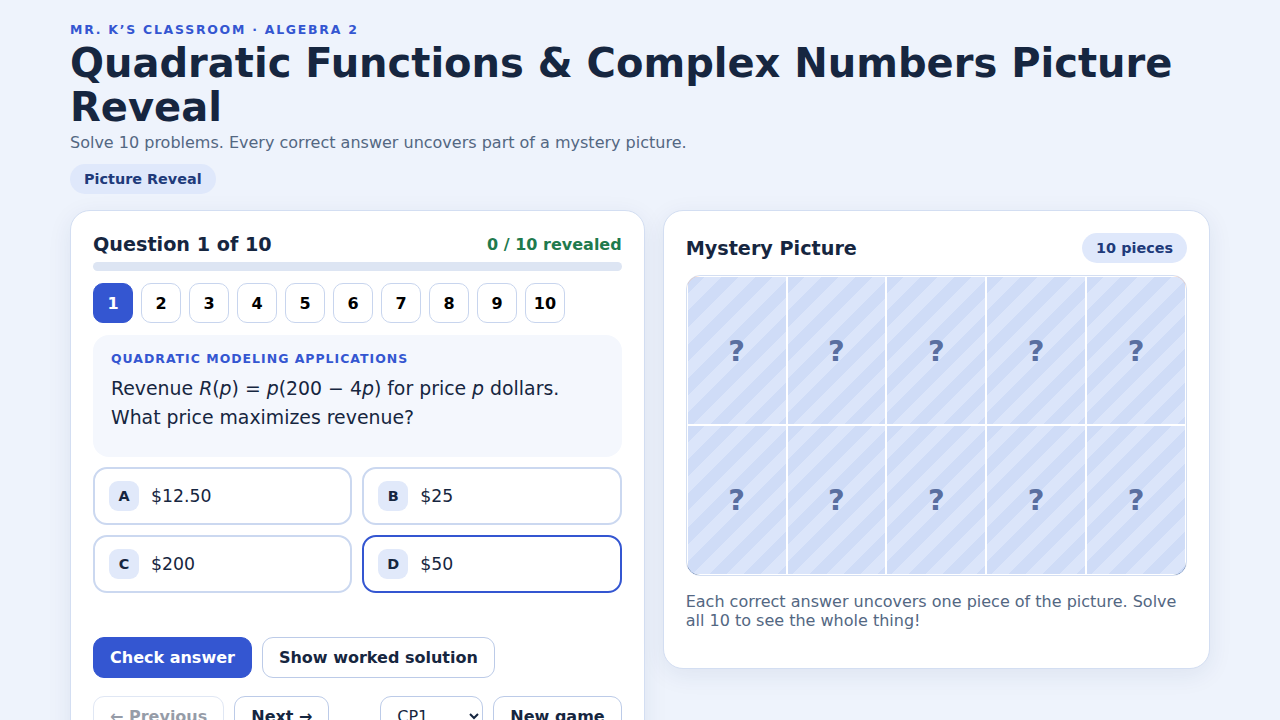 MR. K’S CLASSROOM · ALGEBRA 2
Quadratic Functions & Complex Numbers Picture
Reveal
Solve 10 problems. Every correct answer uncovers part of a mystery picture.
Picture Reveal
Question 1 of 10
0 / 10 revealed
1 2 3 4 5 6 7 8 9 10
QUADRATIC MODELING APPLICATIONS
Revenue R(p) = p(200 − 4p) for price p dollars.
What price maximizes revenue?
A $12.50
B $25
C $200
D $50
Check answer
Show worked solution
← Previous
Next →
CP1
New game
Mystery Picture
10 pieces
? ? ? ? ?
? ? ? ? ?
Each correct answer uncovers one piece of the picture. Solve
all 10 to see the whole thing!